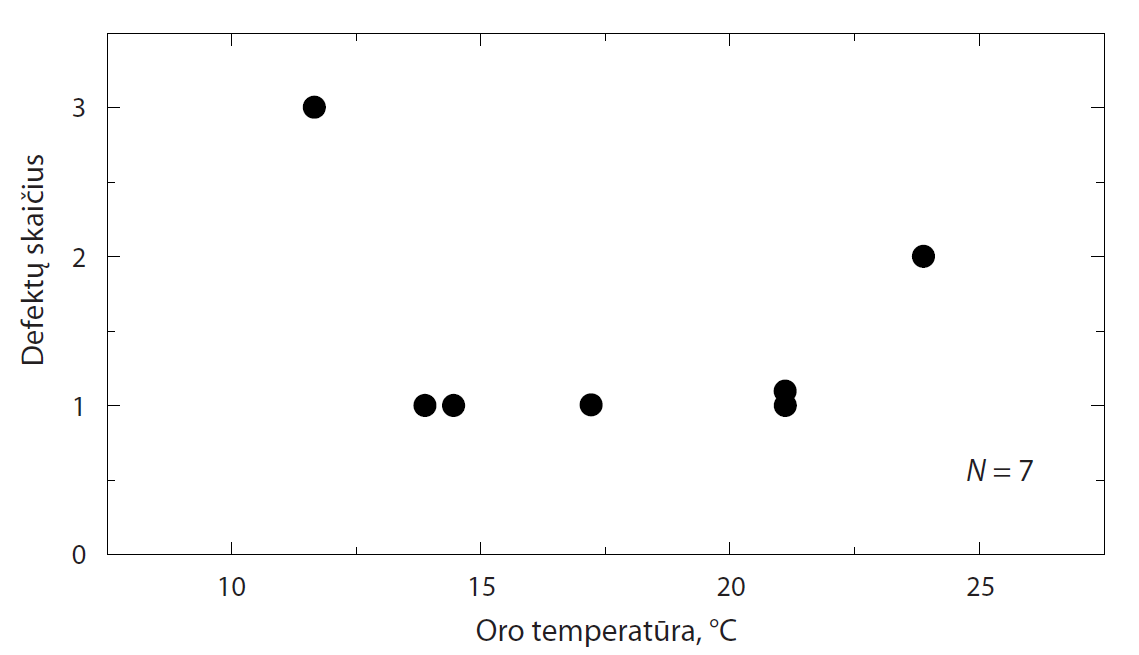 Defektų skaičius
3
2
1
0
N = 7
10 15 20 25
Oro temperatūra, °C